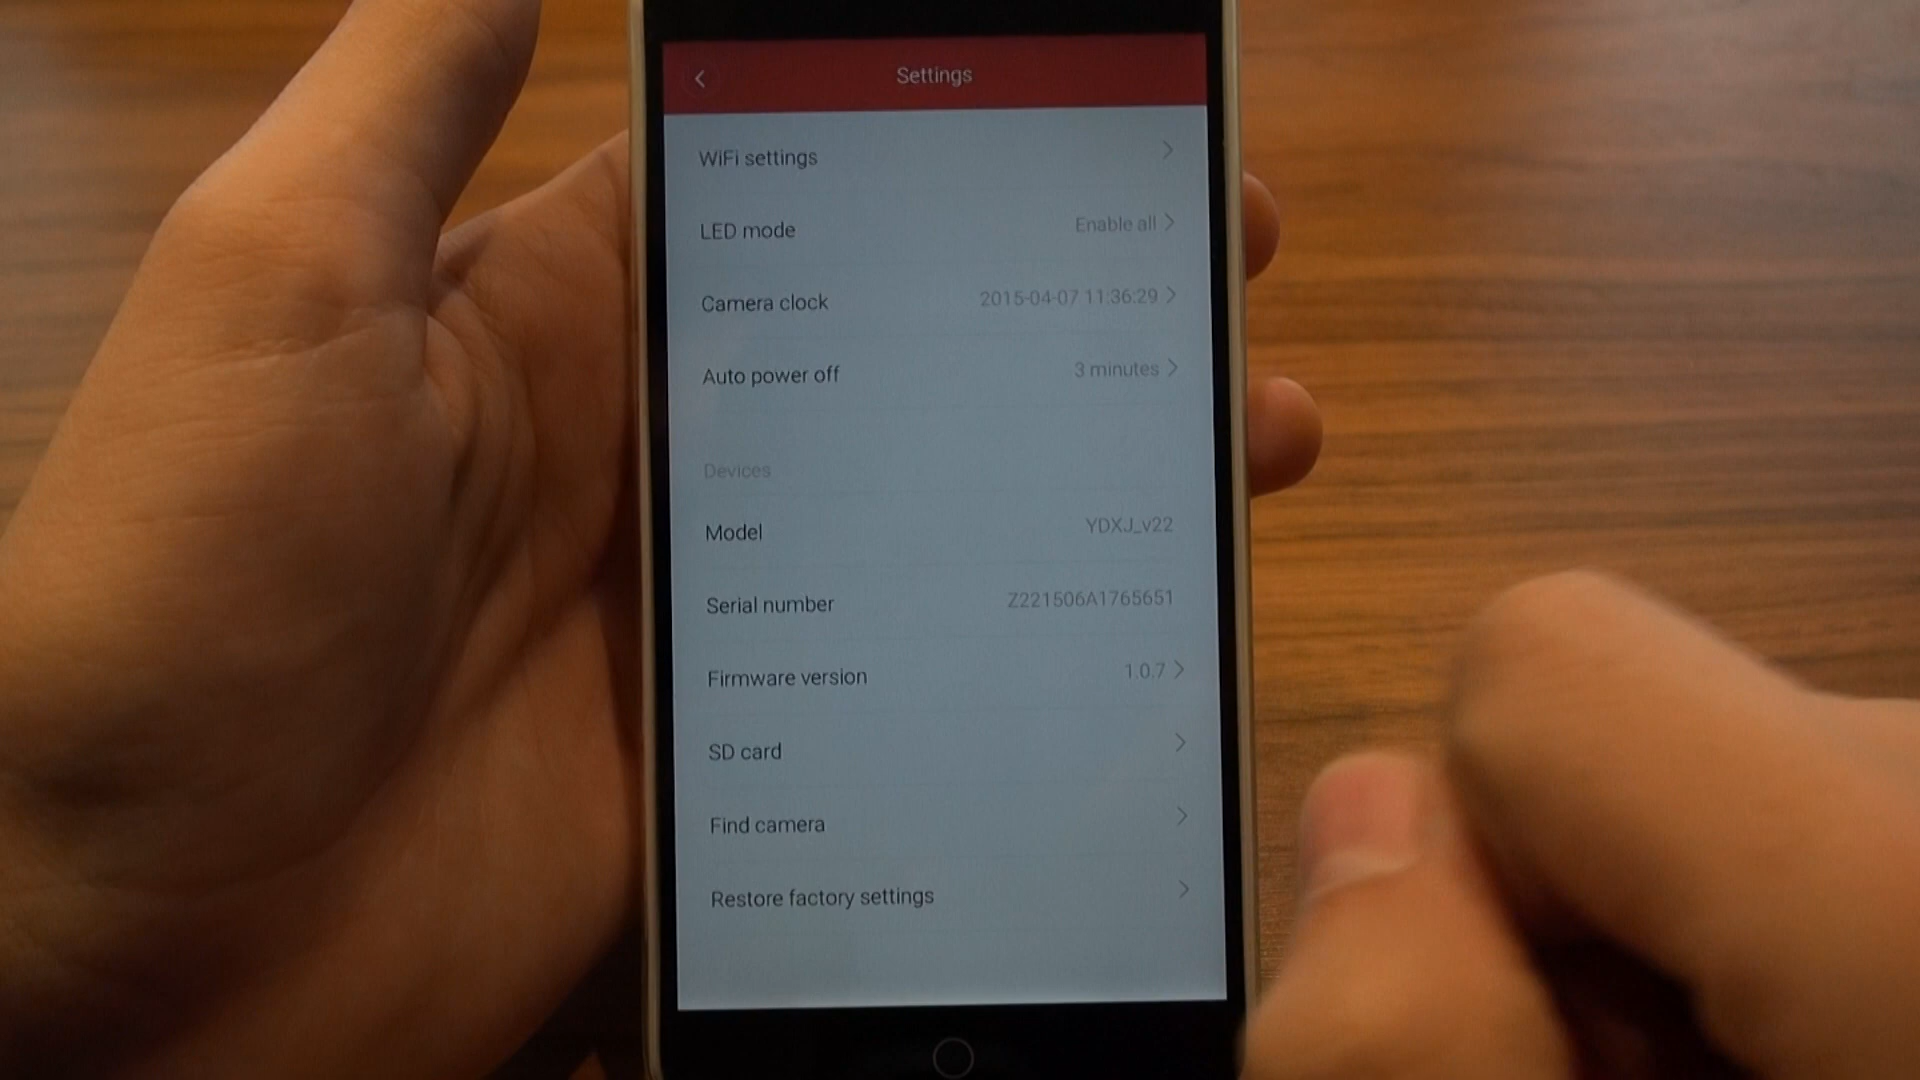 Settings
WiFi settings
LED mode Enable all
Camera clock 2015-04-07 11:36:29
Auto power off 3 minutes
Devices
Model YDXJ_v22
Serial number Z221506A1765651
Firmware version 1.0.7
SD card
Find camera
Restore factory settings